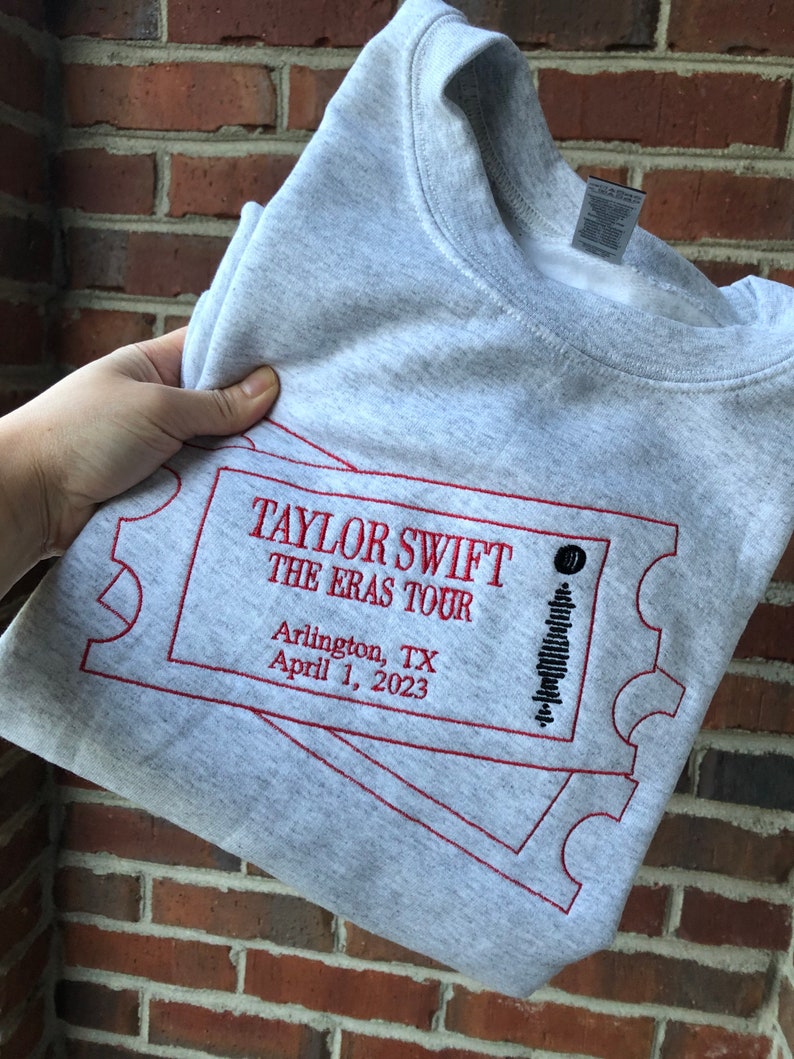 TAYLOR SWIFT
THE ERAS TOUR
Arlington, TX
April 1, 2023